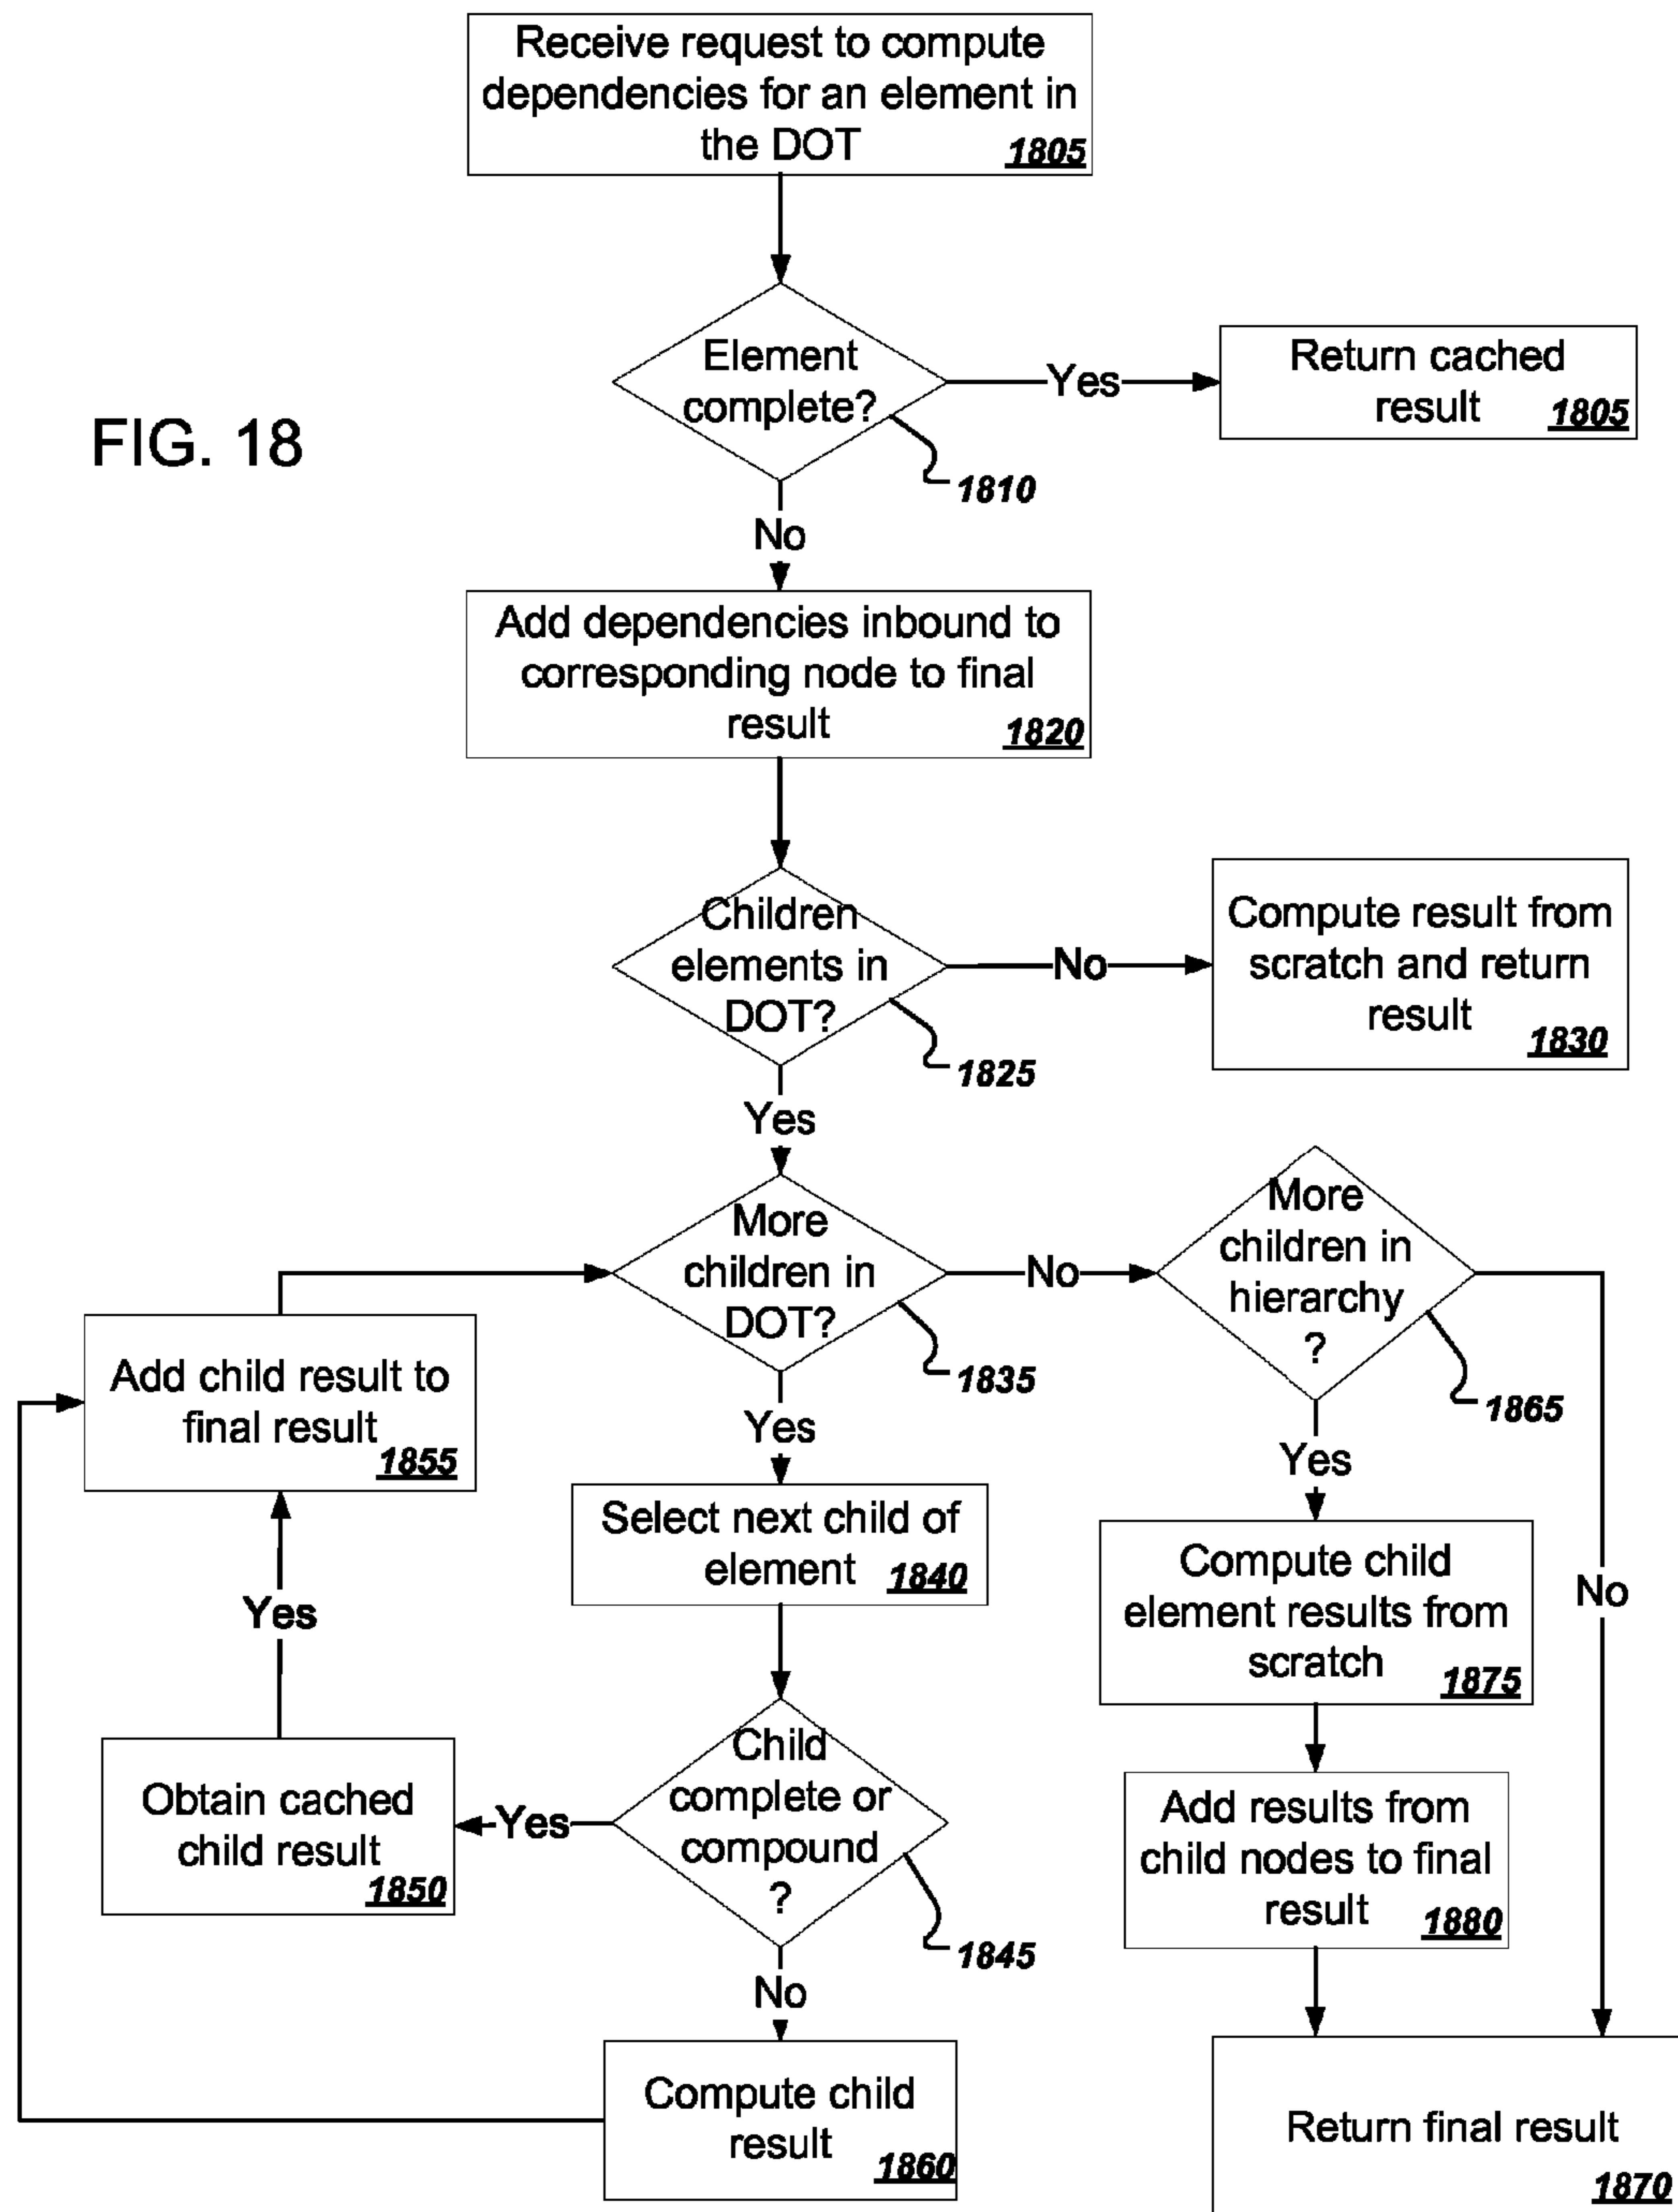 Receive request to compute
dependencies for an element in
the DOT 1805
Element
complete?
Yes
Return cached
result 1805
FIG. 18
1810
No
Add dependencies inbound to
corresponding node to final
result 1820
Children
elements in
DOT?
No
Compute result from
scratch and return
result
1830
1825
Yes
More
children in
DOT?
No
More
children in
hierarchy
?
1835
1865
Add child result to
final result
1855
Yes
Yes
No
Select next child of
element 1840
Compute child
element results from
scratch
1875
Yes
Child
complete or
compound
?
Yes
Obtain cached
child result
1850
Add results from
child nodes to final
result 1880
1845
No
Compute child
result
1860
Return final result
1870